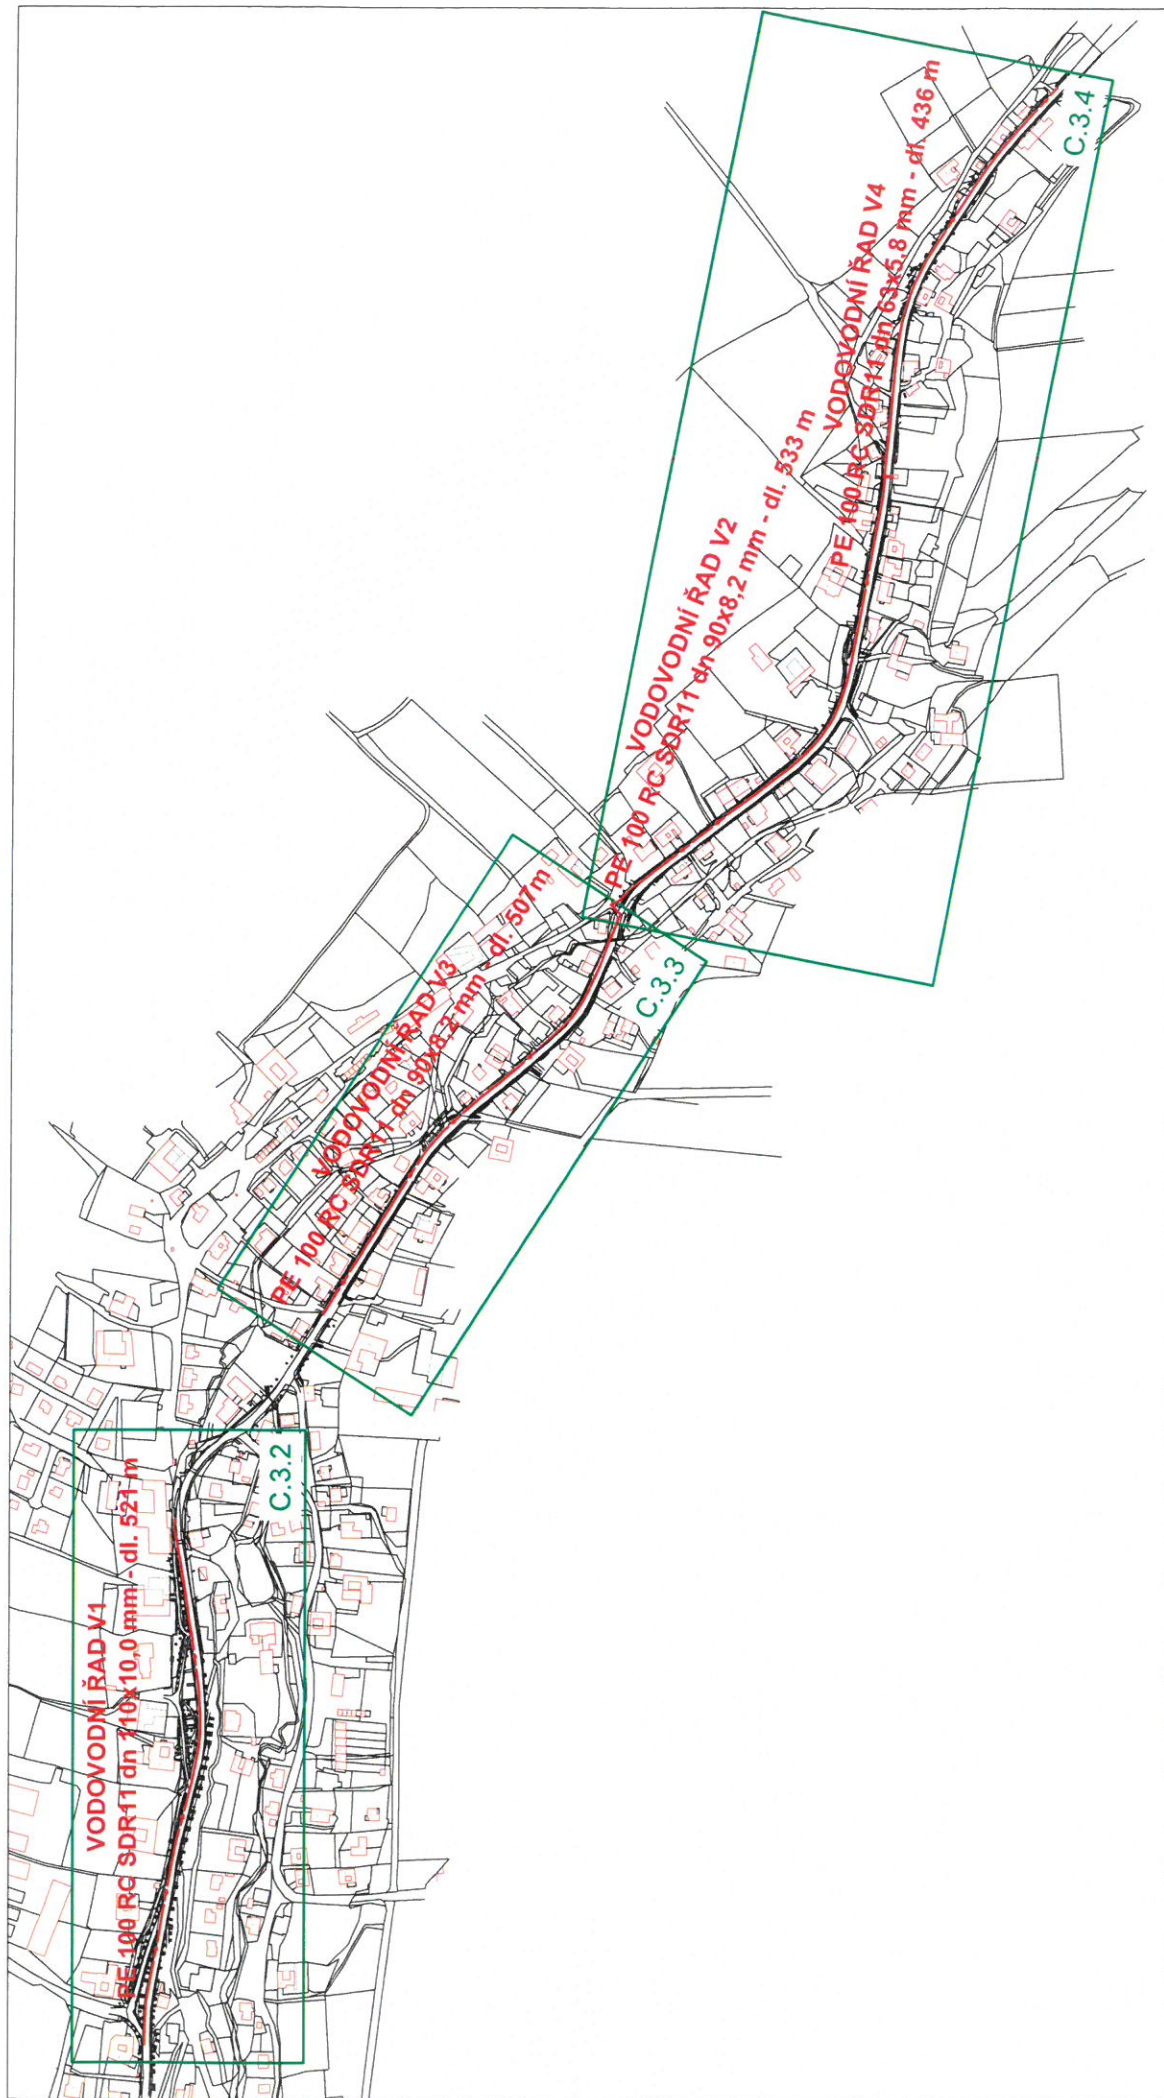 VODOVODNÍ ŘAD V1
PE 100 RC SDR11 dn 110x10,0 mm - dl. 521 m
C.3.2
VODOVODNÍ ŘAD V3
PE 100 RC SDR11 dn 90x8,2 mm - dl. 507m
C.3.3
VODOVODNÍ ŘAD V2
PE 100 RC SDR11 dn 90x8,2 mm - dl. 533 m
VODOVODNÍ ŘAD V4
PE 100 RC SDR11 dn 63x5,8 mm - dl. 436 m
C.3.4